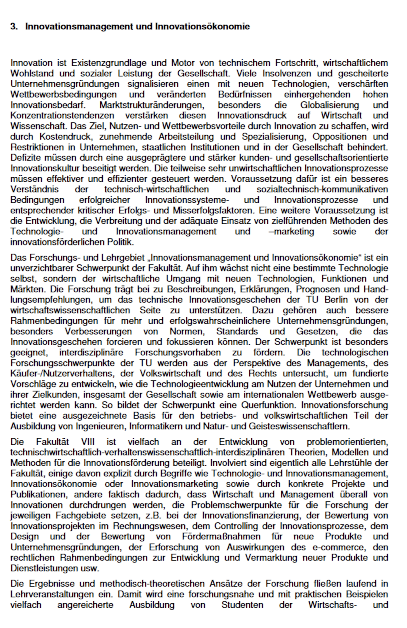 3. Innovationsmanagement und Innovationsökonomie
Innovation ist Existenzgrundlage und Motor von technischem Fortschritt, wirtschaftlichem
Wohlstand und sozialer Leistung der Gesellschaft. Viele Insolvenzen und gescheiterte
Unternehmensgründungen signalisieren einen mit neuen Technologien, verschärften
Wettbewerbsbedingungen und veränderten Bedürfnissen einhergehenden hohen
Innovationsbedarf. Marktstrukturänderungen, besonders die Globalisierung und
Konzentrationstendenzen verstärken diesen Innovationsdruck auf Wirtschaft und
Wissenschaft. Das Ziel, Nutzen- und Wettbewerbsvorteile durch Innovation zu schaffen, wird
durch Kostendruck, zunehmende Arbeitsteilung und Spezialisierung, Oppositionen und
Restriktionen in Unternehmen, staatlichen Institutionen und in der Gesellschaft behindert.
Defizite müssen durch eine ausgeprägtere und stärker kunden- und gesellschaftsorientierte
Innovationskultur beseitigt werden. Die teilweise sehr unwirtschaftlichen Innovationsprozesse
müssen effektiver und effizienter gesteuert werden. Voraussetzung dafür ist ein besseres
Verständnis der technisch-wirtschaftlichen und sozialtechnisch-kommunikativen
Bedingungen erfolgreicher Innovationssysteme- und Innovationsprozesse und
entsprechender kritischer Erfolgs- und Misserfolgsfaktoren. Eine weitere Voraussetzung ist
die Entwicklung, die Verbreitung und der adäquate Einsatz von zielführenden Methoden des
Technologie- und Innovationsmanagement und –marketing sowie der
innovationsförderlichen Politik.
Das Forschungs- und Lehrgebiet „Innovationsmanagement und Innovationsökonomie“ ist ein
unverzichtbarer Schwerpunkt der Fakultät. Auf ihm wächst nicht eine bestimmte Technologie
selbst, sondern der wirtschaftliche Umgang mit neuen Technologien, Funktionen und
Märkten. Die Forschung trägt bei zu Beschreibungen, Erklärungen, Prognosen und Hand-
lungsempfehlungen, um das technische Innovationsgeschehen der TU Berlin von der
wirtschaftswissenschaftlichen Seite zu unterstützen. Dazu gehören auch bessere
Rahmenbedingungen für mehr und erfolgswahrscheinlichere Unternehmensgründungen,
besonders Verbesserungen von Normen, Standards und Gesetzen, die das
Innovationsgeschehen forcieren und fokussieren können. Der Schwerpunkt ist besonders
geeignet, interdisziplinäre Forschungsvorhaben zu fördern. Die technologischen
Forschungsschwerpunkte der TU werden aus der Perspektive des Managements, des
Käufer-/Nutzerverhaltens, der Volkswirtschaft und des Rechts untersucht, um fundierte
Vorschläge zu entwickeln, wie die Technologieentwicklung am Nutzen der Unternehmen und
ihrer Zielkunden, insgesamt der Gesellschaft sowie am internationalen Wettbewerb ausge-
richtet werden kann. So bildet der Schwerpunkt eine Querfunktion. Innovationsforschung
bietet eine ausgezeichnete Basis für den betriebs- und volkswirtschaftlichen Teil der
Ausbildung von Ingenieuren, Informatikern und Natur- und Geisteswissenschaftlern.
Die Fakultät VIII ist vielfach an der Entwicklung von problemorientierten,
technischwirtschaftlich-verhaltenswissenschaftlich-interdisziplinären Theorien, Modellen und
Methoden für die Innovationsförderung beteiligt. Involviert sind eigentlich alle Lehrstühle der
Fakultät, einige davon explizit durch Begriffe wie Technologie- und Innovationsmanagement,
Innovationsökonomie oder Innovationsmarketing sowie durch konkrete Projekte und
Publikationen, andere faktisch dadurch, dass Wirtschaft und Management überall von
Innovationen durchdrungen werden, die Problemschwerpunkte für die Forschung der
jeweiligen Fachgebiete setzen, z.B. bei der Innovationsfinanzierung, der Bewertung von
Innovationsprojekten im Rechnungswesen, dem Controlling der Innovationsprozesse, dem
Design und der Bewertung von Fördermaßnahmen für neue Produkte und
Unternehmensgründungen, der Erforschung von Auswirkungen des e-commerce, den
rechtlichen Rahmenbedingungen zur Entwicklung und Vermarktung neuer Produkte und
Dienstleistungen usw.
Die Ergebnisse und methodisch-theoretischen Ansätze der Forschung fließen laufend in
Lehrveranstaltungen ein. Damit wird eine forschungsnahe und mit praktischen Beispielen
vielfach angereicherte Ausbildung von Studenten der Wirtschafts- und